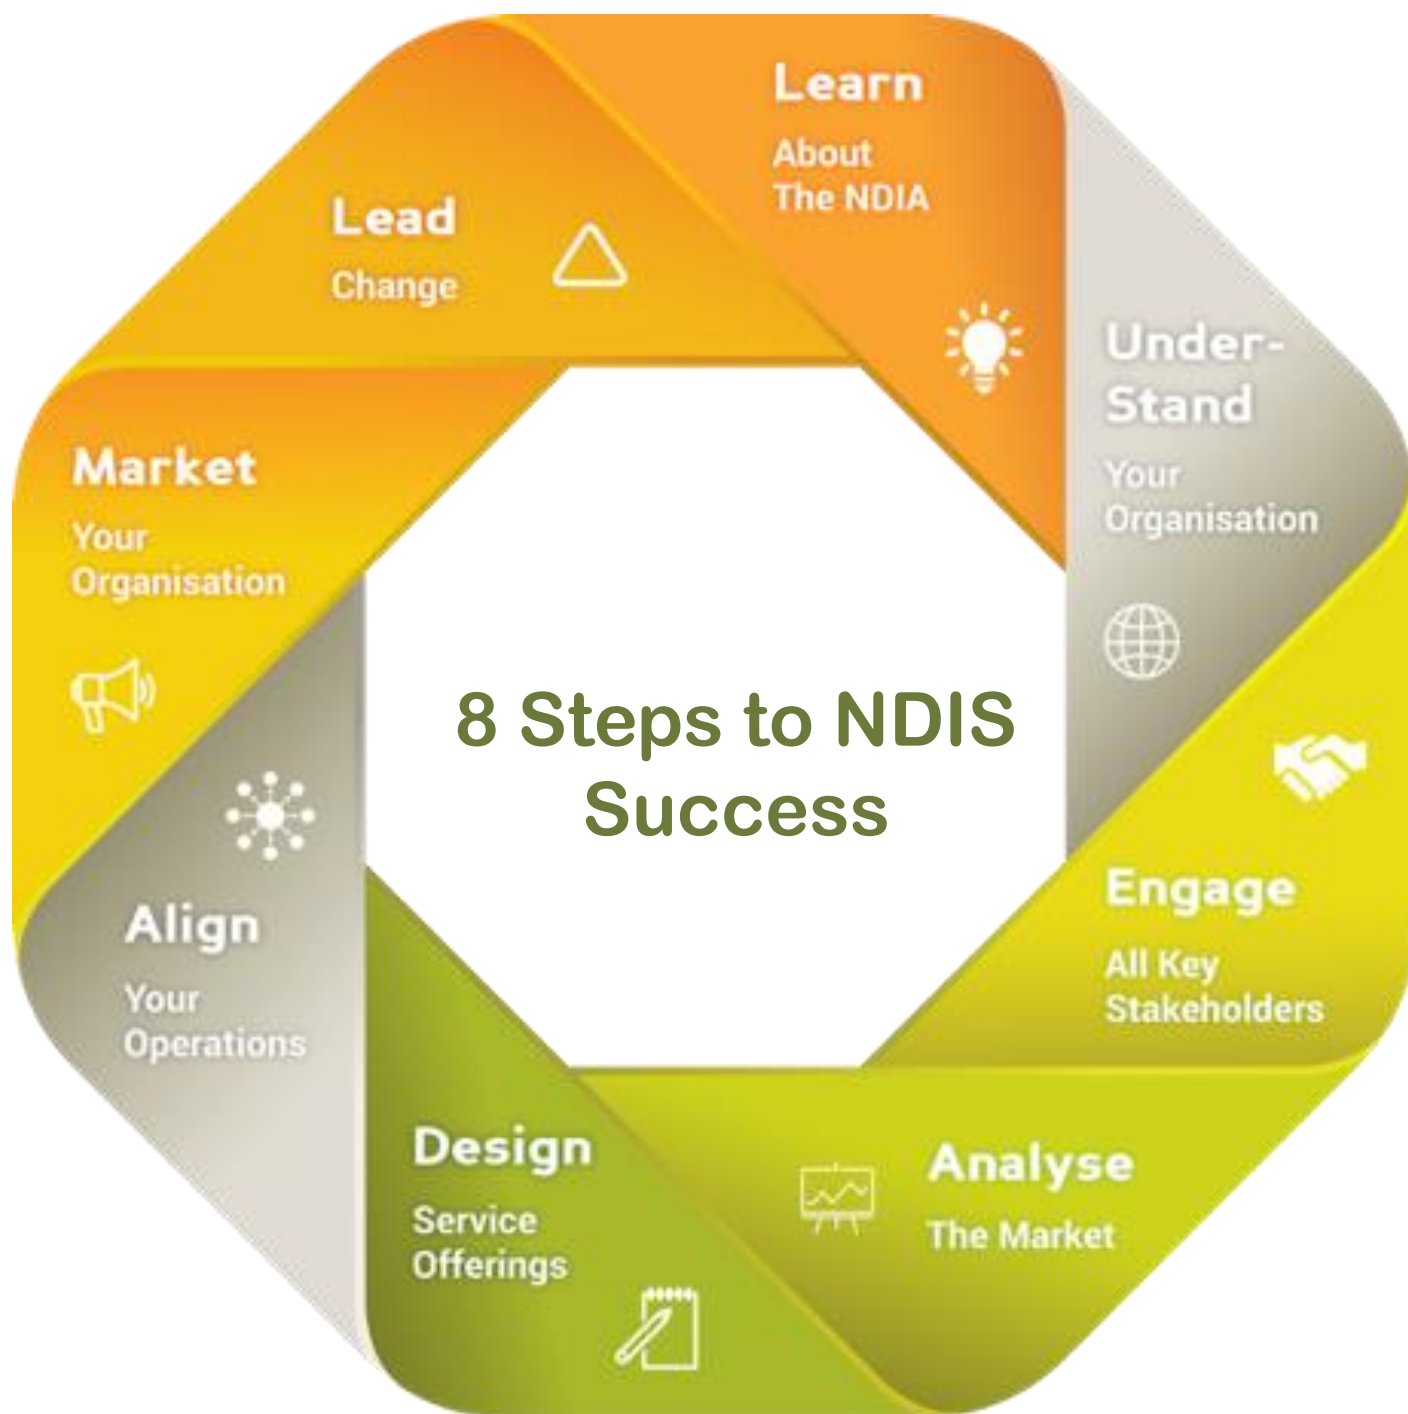 8 Steps to NDIS
Success
Learn
About
The NDIA
Under-
Stand
Your
Organisation
Engage
All Key
Stakeholders
Analyse
The Market
Design
Service
Offerings
Align
Your
Operations
Market
Your
Organisation
Lead
Change